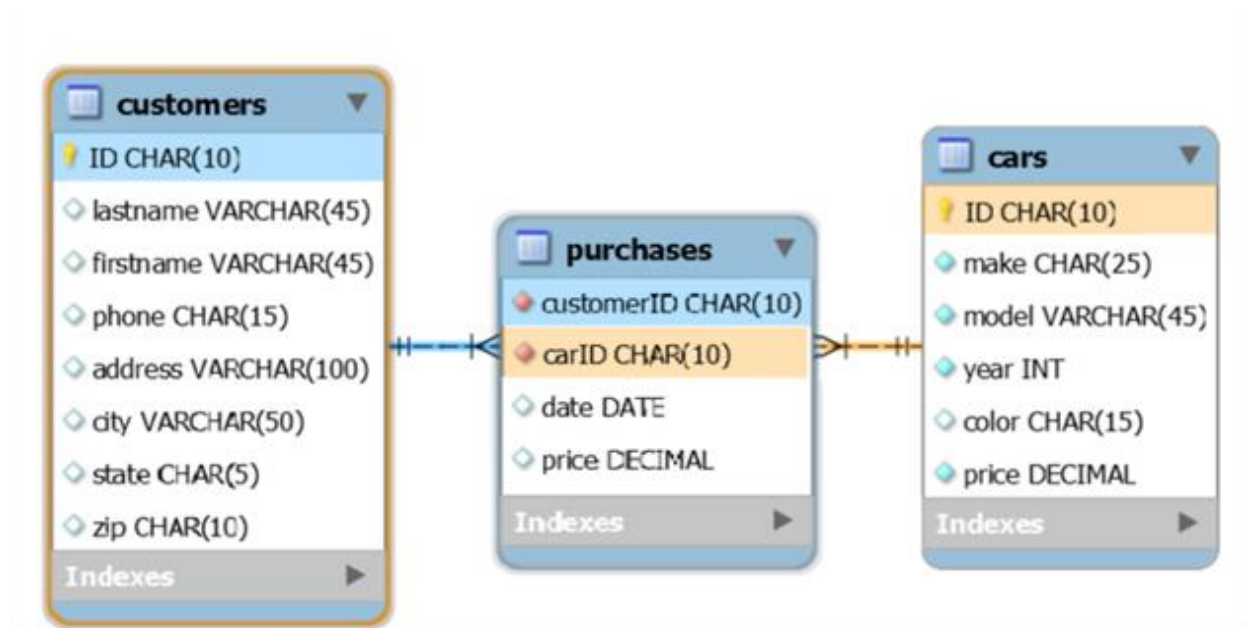 customers
ID CHAR(10)
lastname VARCHAR(45)
firstname VARCHAR(45)
phone CHAR(15)
address VARCHAR(100)
city VARCHAR(50)
state CHAR(5)
zip CHAR(10)
Indexes
purchases
customerID CHAR(10)
carID CHAR(10)
date DATE
price DECIMAL
Indexes
cars
ID CHAR(10)
make CHAR(25)
model VARCHAR(45)
year INT
color CHAR(15)
price DECIMAL
Indexes